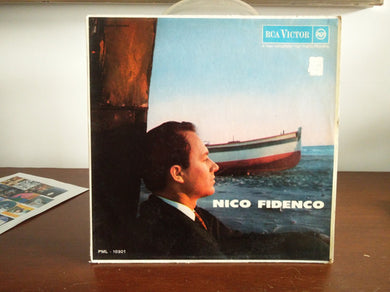 RCA VICTOR
NICO FIDENCO
PML - 10301